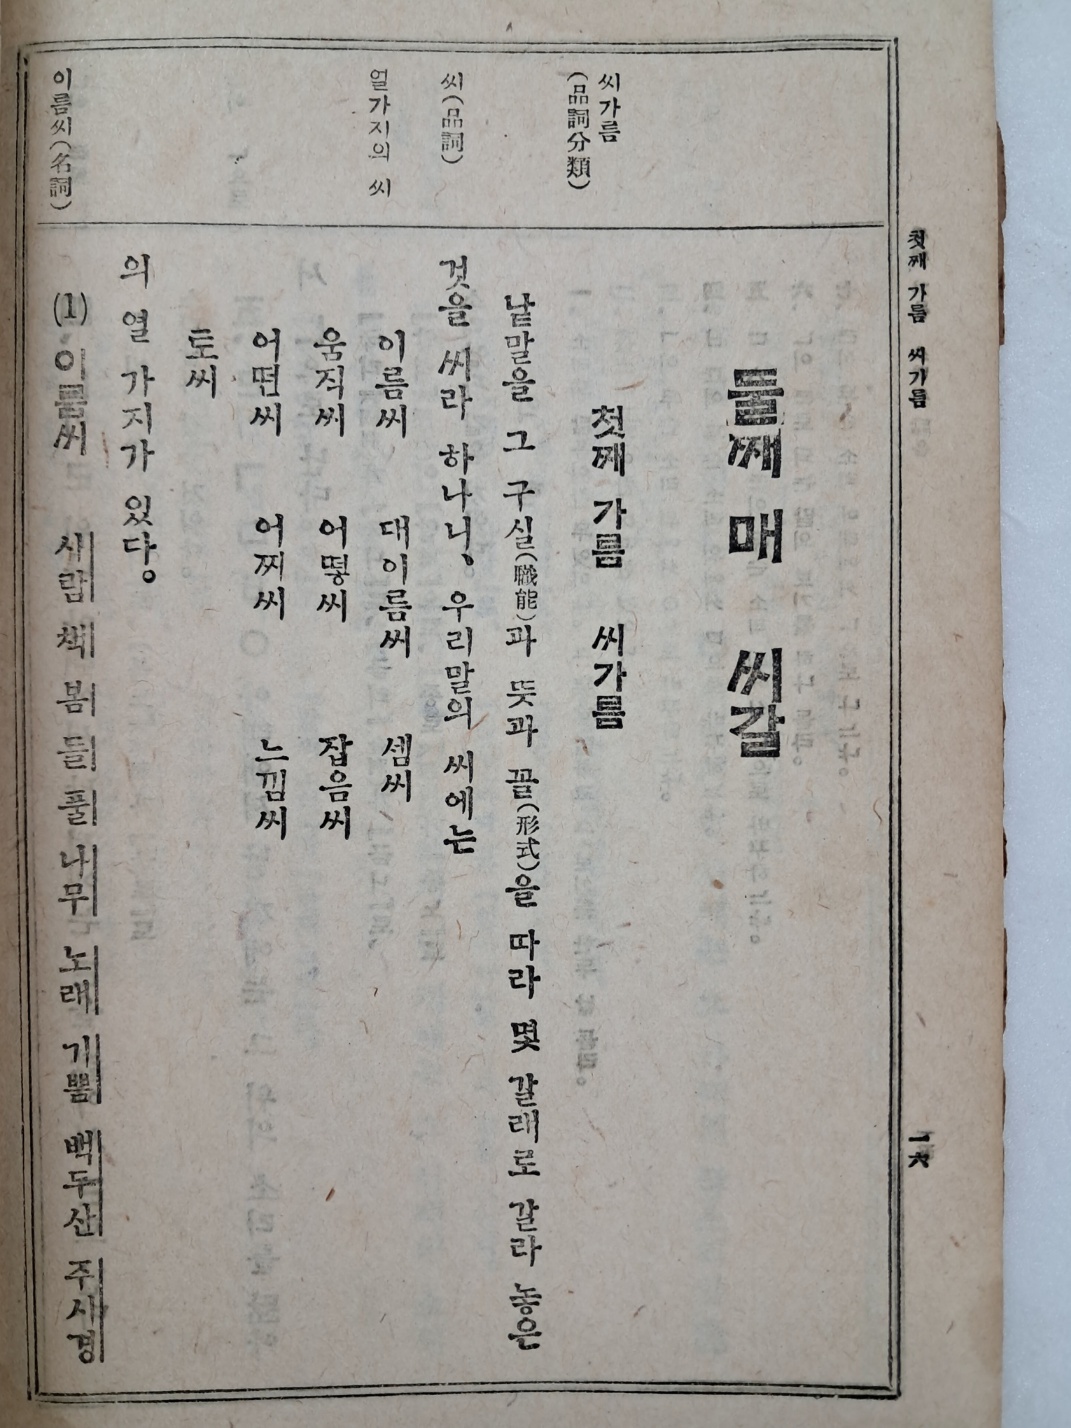 첫째 가름 씨가름
一六
씨가름
(品詞分類)
씨(品詞)
열가지의 씨
이름씨(名詞)
둘째 매 씨갈
첫째 가름 씨가름
낱말을 그 구실(職能)과 뜻과 꼴(形式)을 따라 몇 갈래로 갈라 놓은
것을 씨라 하나니、우리말의 씨에는
이름씨 대이름씨 셈씨
움직씨 어떻씨 잡음씨
어떤씨 어찌씨 느낌씨
토씨
의 열 가지가 있다。
(1) 이름씨 사람 책 봄 들 풀 나무 노래 기쁨 백두산 주시경